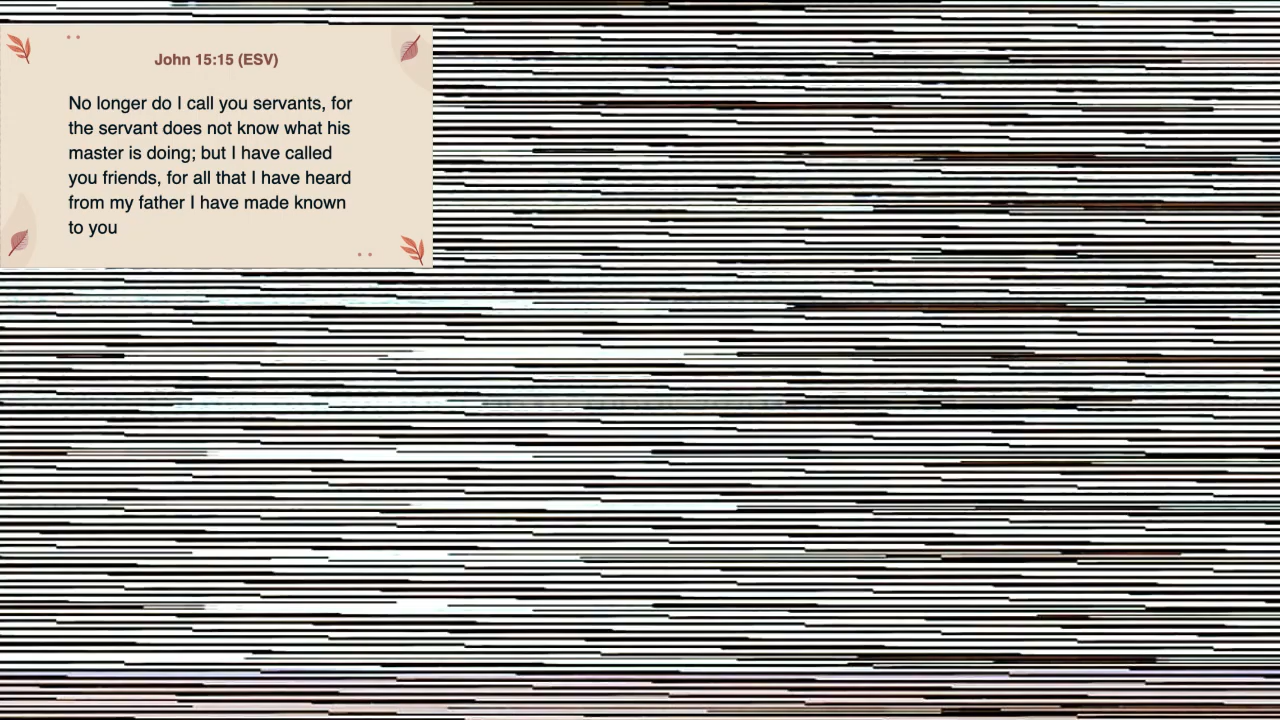 John 15:15 (ESV)
No longer do I call you servants, for
the servant does not know what his
master is doing; but I have called
you friends, for all that I have heard
from my father I have made known
to you